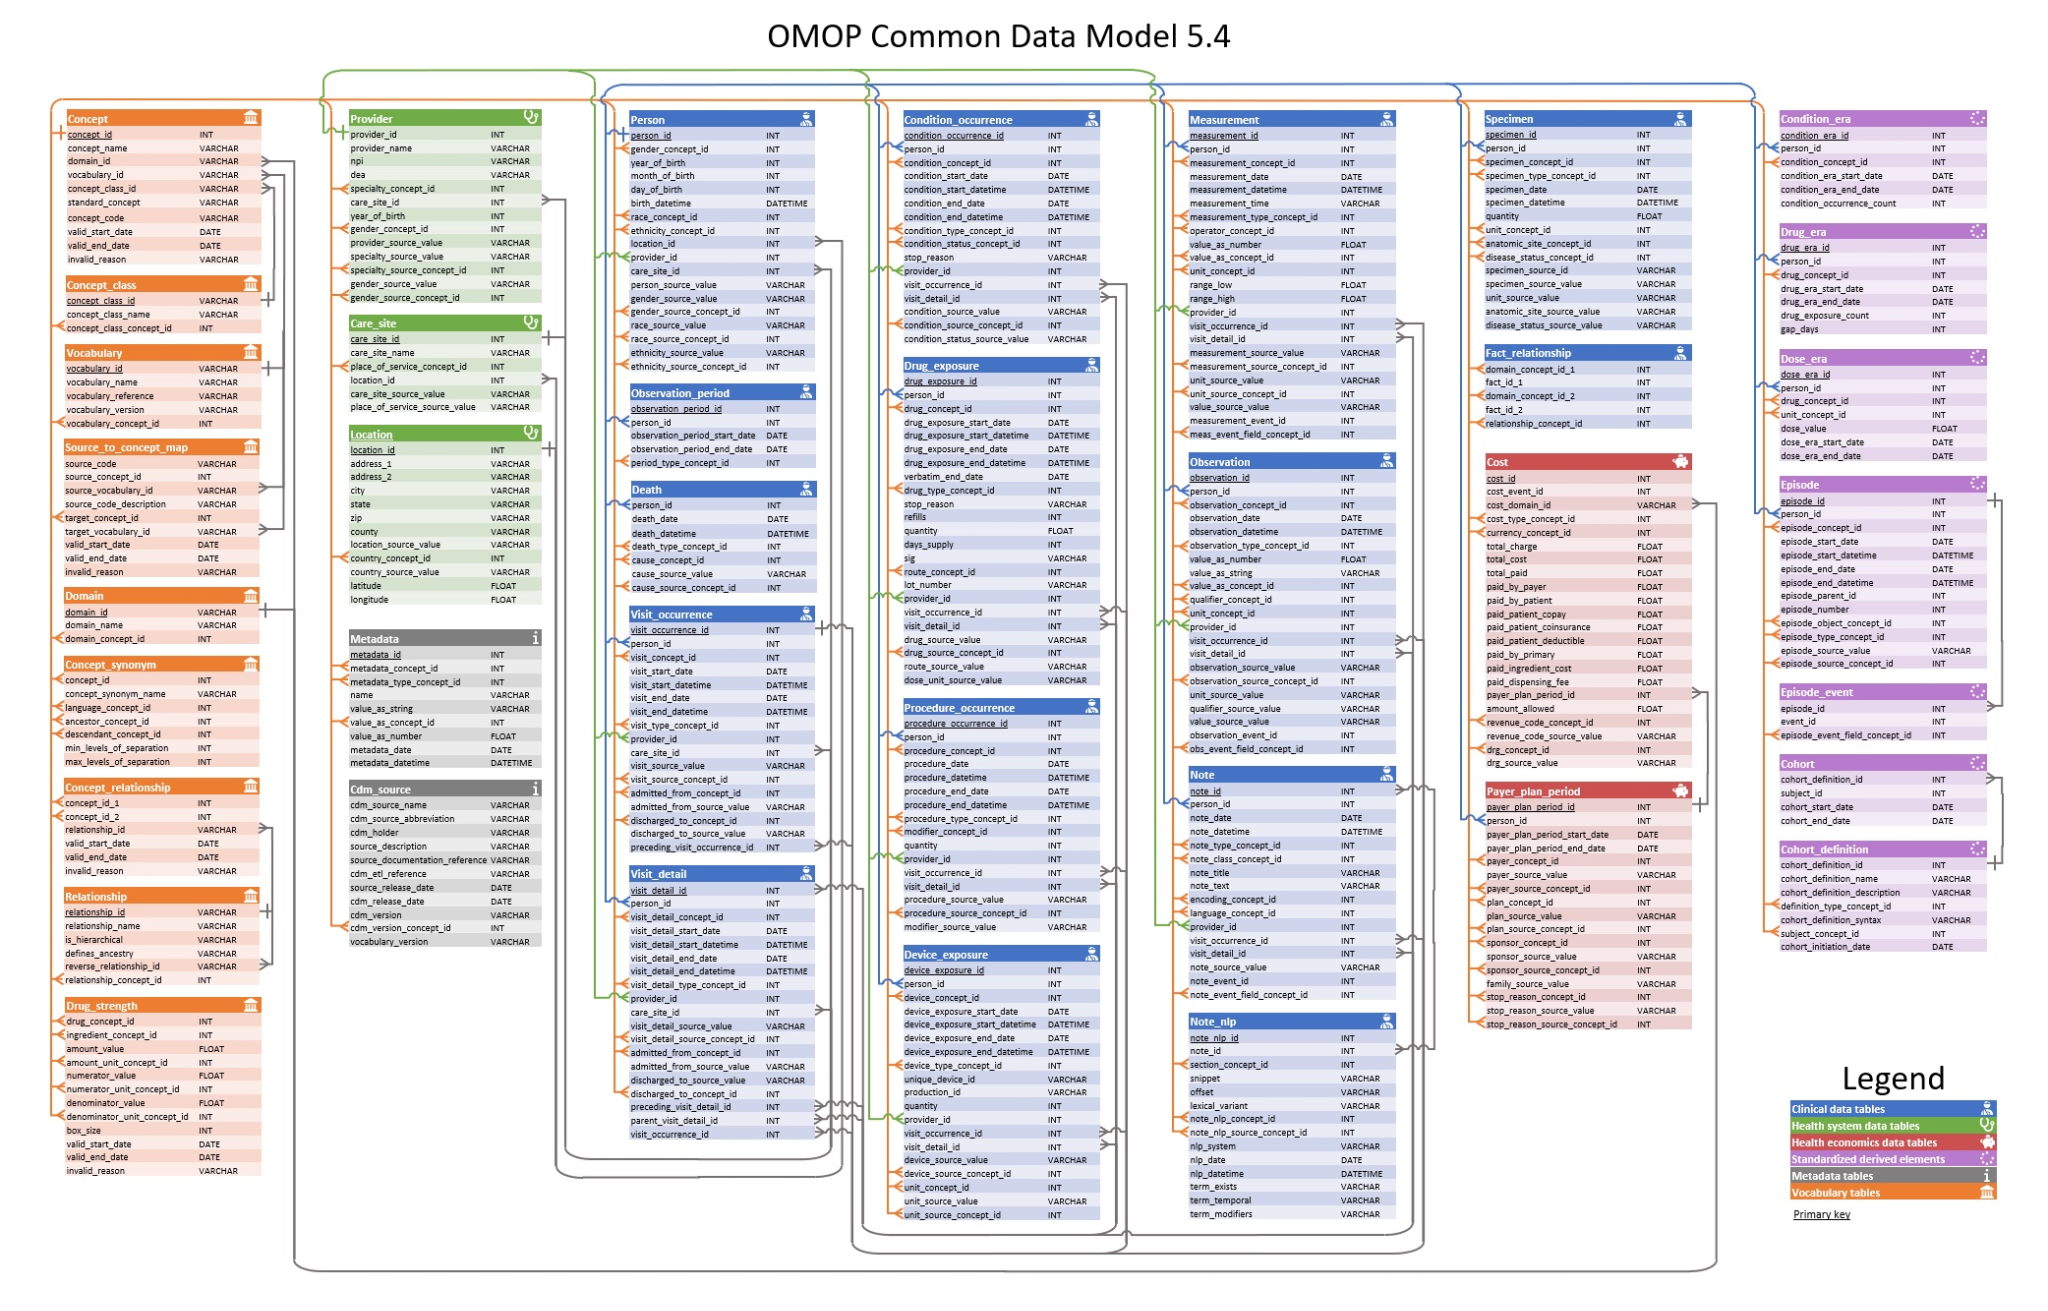 OMOP Common Data Model 5.4
Concept
concept_id INT
concept_name VARCHAR
domain_id VARCHAR
vocabulary_id VARCHAR
concept_class_id VARCHAR
standard_concept VARCHAR
concept_code VARCHAR
valid_start_date DATE
valid_end_date DATE
invalid_reason VARCHAR
Concept_class
concept_class_id VARCHAR
concept_class_name VARCHAR
concept_class_concept_id INT
Vocabulary
vocabulary_id VARCHAR
vocabulary_name VARCHAR
vocabulary_reference VARCHAR
vocabulary_version VARCHAR
vocabulary_concept_id INT
Source_to_concept_map
source_code VARCHAR
source_concept_id INT
source_vocabulary_id VARCHAR
source_code_description VARCHAR
target_concept_id INT
target_vocabulary_id VARCHAR
valid_start_date DATE
valid_end_date DATE
invalid_reason VARCHAR
Domain
domain_id VARCHAR
domain_name VARCHAR
domain_concept_id INT
Concept_synonym
concept_id INT
concept_synonym_name VARCHAR
language_concept_id INT
ancestor_concept_id INT
descendant_concept_id INT
min_levels_of_separation INT
max_levels_of_separation INT
Concept_relationship
concept_id_1 INT
concept_id_2 INT
relationship_id VARCHAR
valid_start_date DATE
valid_end_date DATE
invalid_reason VARCHAR
Relationship
relationship_id VARCHAR
relationship_name VARCHAR
is_hierarchical VARCHAR
defines_ancestry VARCHAR
reverse_relationship_id VARCHAR
relationship_concept_id INT
Drug_strength
drug_concept_id INT
ingredient_concept_id INT
amount_value FLOAT
amount_unit_concept_id INT
numerator_value FLOAT
numerator_unit_concept_id INT
denominator_value FLOAT
denominator_unit_concept_id INT
box_size INT
valid_start_date DATE
valid_end_date DATE
invalid_reason VARCHAR
Provider
provider_id INT
provider_name VARCHAR
npi VARCHAR
dea VARCHAR
specialty_concept_id INT
care_site_id INT
year_of_birth INT
gender_concept_id INT
provider_source_value VARCHAR
specialty_source_value VARCHAR
specialty_source_concept_id INT
gender_source_value VARCHAR
gender_source_concept_id INT
Care_site
care_site_id INT
care_site_name VARCHAR
place_of_service_concept_id INT
location_id INT
care_site_source_value VARCHAR
place_of_service_source_value VARCHAR
Location
location_id INT
address_1 VARCHAR
address_2 VARCHAR
city VARCHAR
state VARCHAR
zip VARCHAR
county VARCHAR
location_source_value VARCHAR
country_concept_id INT
country_source_value VARCHAR
latitude FLOAT
longitude FLOAT
Metadata
metadata_id INT
metadata_concept_id INT
metadata_type_concept_id INT
name VARCHAR
value_as_string VARCHAR
value_as_concept_id INT
value_as_number FLOAT
metadata_date DATE
metadata_datetime DATETIME
Cdm_source
cdm_source_name VARCHAR
cdm_source_abbreviation VARCHAR
cdm_holder VARCHAR
source_description VARCHAR
source_documentation_reference VARCHAR
cdm_etl_reference VARCHAR
source_release_date DATE
cdm_release_date DATE
cdm_version VARCHAR
cdm_version_concept_id INT
vocabulary_version VARCHAR
Person
person_id INT
gender_concept_id INT
year_of_birth INT
month_of_birth INT
day_of_birth INT
birth_datetime DATETIME
race_concept_id INT
ethnicity_concept_id INT
location_id INT
provider_id INT
care_site_id INT
person_source_value VARCHAR
gender_source_value VARCHAR
gender_source_concept_id INT
race_source_value VARCHAR
race_source_concept_id INT
ethnicity_source_value VARCHAR
ethnicity_source_concept_id INT
Observation_period
observation_period_id INT
person_id INT
observation_period_start_date DATE
observation_period_end_date DATE
period_type_concept_id INT
Death
person_id INT
death_date DATE
death_datetime DATETIME
death_type_concept_id INT
cause_concept_id INT
cause_source_value VARCHAR
cause_source_concept_id INT
Visit_occurrence
visit_occurrence_id INT
person_id INT
visit_concept_id INT
visit_start_date DATE
visit_start_datetime DATETIME
visit_end_date DATE
visit_end_datetime DATETIME
visit_type_concept_id INT
provider_id INT
care_site_id INT
visit_source_value VARCHAR
visit_source_concept_id INT
admitted_from_concept_id INT
admitted_from_source_value VARCHAR
discharged_to_concept_id INT
discharged_to_source_value VARCHAR
preceding_visit_occurrence_id INT
Visit_detail
visit_detail_id INT
person_id INT
visit_detail_concept_id INT
visit_detail_start_date DATE
visit_detail_start_datetime DATETIME
visit_detail_end_date DATE
visit_detail_end_datetime DATETIME
visit_detail_type_concept_id INT
provider_id INT
care_site_id INT
visit_detail_source_value VARCHAR
visit_detail_source_concept_id INT
admitted_from_concept_id INT
admitted_from_source_value VARCHAR
discharged_to_source_value VARCHAR
discharged_to_concept_id INT
preceding_visit_detail_id INT
parent_visit_detail_id INT
visit_occurrence_id INT
Condition_occurrence
condition_occurrence_id INT
person_id INT
condition_concept_id INT
condition_start_date DATE
condition_start_datetime DATETIME
condition_end_date DATE
condition_end_datetime DATETIME
condition_type_concept_id INT
condition_status_concept_id INT
stop_reason VARCHAR
provider_id INT
visit_occurrence_id INT
visit_detail_id INT
condition_source_value VARCHAR
condition_source_concept_id INT
condition_status_source_value VARCHAR
Drug_exposure
drug_exposure_id INT
person_id INT
drug_concept_id INT
drug_exposure_start_date DATE
drug_exposure_start_datetime DATETIME
drug_exposure_end_date DATE
drug_exposure_end_datetime DATETIME
verbatim_end_date DATE
drug_type_concept_id INT
stop_reason VARCHAR
refills INT
quantity FLOAT
days_supply INT
sig VARCHAR
route_concept_id INT
lot_number VARCHAR
provider_id INT
visit_occurrence_id INT
visit_detail_id INT
drug_source_value VARCHAR
drug_source_concept_id INT
route_source_value VARCHAR
dose_unit_source_value VARCHAR
Procedure_occurrence
procedure_occurrence_id INT
person_id INT
procedure_concept_id INT
procedure_date DATE
procedure_datetime DATETIME
procedure_end_date DATE
procedure_end_datetime DATETIME
procedure_type_concept_id INT
modifier_concept_id INT
quantity INT
provider_id INT
visit_occurrence_id INT
visit_detail_id INT
procedure_source_value VARCHAR
procedure_source_concept_id INT
modifier_source_value VARCHAR
Device_exposure
device_exposure_id INT
person_id INT
device_concept_id INT
device_exposure_start_date DATE
device_exposure_start_datetime DATETIME
device_exposure_end_date DATE
device_exposure_end_datetime DATETIME
device_type_concept_id INT
unique_device_id VARCHAR
production_id VARCHAR
quantity INT
provider_id INT
visit_occurrence_id INT
visit_detail_id INT
device_source_value VARCHAR
device_source_concept_id INT
unit_concept_id INT
unit_source_value VARCHAR
unit_source_concept_id INT
Measurement
measurement_id INT
person_id INT
measurement_concept_id INT
measurement_date DATE
measurement_datetime DATETIME
measurement_time VARCHAR
measurement_type_concept_id INT
operator_concept_id INT
value_as_number FLOAT
value_as_concept_id INT
unit_concept_id INT
range_low FLOAT
range_high FLOAT
provider_id INT
visit_occurrence_id INT
visit_detail_id INT
measurement_source_value VARCHAR
measurement_source_concept_id INT
unit_source_value VARCHAR
unit_source_concept_id INT
value_source_value VARCHAR
measurement_event_id INT
meas_event_field_concept_id INT
Observation
observation_id INT
person_id INT
observation_concept_id INT
observation_date DATE
observation_datetime DATETIME
observation_type_concept_id INT
value_as_number FLOAT
value_as_string VARCHAR
value_as_concept_id INT
qualifier_concept_id INT
unit_concept_id INT
provider_id INT
visit_occurrence_id INT
visit_detail_id INT
observation_source_value VARCHAR
observation_source_concept_id INT
unit_source_value VARCHAR
qualifier_source_value VARCHAR
value_source_value VARCHAR
observation_event_id INT
obs_event_field_concept_id INT
Note
note_id INT
person_id INT
note_date DATE
note_datetime DATETIME
note_type_concept_id INT
note_class_concept_id INT
note_title VARCHAR
note_text VARCHAR
encoding_concept_id INT
language_concept_id INT
provider_id INT
visit_occurrence_id INT
visit_detail_id INT
note_source_value VARCHAR
note_event_id INT
note_event_field_concept_id INT
Note_nlp
note_nlp_id INT
note_id INT
section_concept_id INT
snippet VARCHAR
offset VARCHAR
lexical_variant VARCHAR
note_nlp_concept_id INT
note_nlp_source_concept_id INT
nlp_system VARCHAR
nlp_date DATE
nlp_datetime DATETIME
term_exists VARCHAR
term_temporal VARCHAR
term_modifiers VARCHAR
Specimen
specimen_id INT
person_id INT
specimen_concept_id INT
specimen_type_concept_id INT
specimen_date DATE
specimen_datetime DATETIME
quantity FLOAT
unit_concept_id INT
anatomic_site_concept_id INT
disease_status_concept_id INT
specimen_source_id VARCHAR
specimen_source_value VARCHAR
unit_source_value VARCHAR
anatomic_site_source_value VARCHAR
disease_status_source_value VARCHAR
Fact_relationship
domain_concept_id_1 INT
fact_id_1 INT
domain_concept_id_2 INT
fact_id_2 INT
relationship_concept_id INT
Cost
cost_id INT
cost_event_id INT
cost_domain_id VARCHAR
cost_type_concept_id INT
currency_concept_id INT
total_charge FLOAT
total_cost FLOAT
total_paid FLOAT
paid_by_payer FLOAT
paid_by_patient FLOAT
paid_patient_copay FLOAT
paid_patient_coinsurance FLOAT
paid_patient_deductible FLOAT
paid_by_primary FLOAT
paid_ingredient_cost FLOAT
paid_dispensing_fee FLOAT
payer_plan_period_id INT
amount_allowed FLOAT
revenue_code_concept_id INT
revenue_code_source_value VARCHAR
drg_concept_id INT
drg_source_value VARCHAR
Payer_plan_period
payer_plan_period_id INT
person_id INT
payer_plan_period_start_date DATE
payer_plan_period_end_date DATE
payer_concept_id INT
payer_source_value VARCHAR
payer_source_concept_id INT
plan_concept_id INT
plan_source_value VARCHAR
plan_source_concept_id INT
sponsor_concept_id INT
sponsor_source_value VARCHAR
sponsor_source_concept_id INT
family_source_value VARCHAR
stop_reason_concept_id INT
stop_reason_source_value VARCHAR
stop_reason_source_concept_id INT
Condition_era
condition_era_id INT
person_id INT
condition_concept_id INT
condition_era_start_date DATE
condition_era_end_date DATE
condition_occurrence_count INT
Drug_era
drug_era_id INT
person_id INT
drug_concept_id INT
drug_era_start_date DATE
drug_era_end_date DATE
drug_exposure_count INT
gap_days INT
Dose_era
dose_era_id INT
person_id INT
drug_concept_id INT
unit_concept_id INT
dose_value FLOAT
dose_era_start_date DATE
dose_era_end_date DATE
Episode
episode_id INT
person_id INT
episode_concept_id INT
episode_start_date DATE
episode_start_datetime DATETIME
episode_end_date DATE
episode_end_datetime DATETIME
episode_parent_id INT
episode_number INT
episode_object_concept_id INT
episode_type_concept_id INT
episode_source_value VARCHAR
episode_source_concept_id INT
Episode_event
episode_id INT
event_id INT
episode_event_field_concept_id INT
Cohort
cohort_definition_id INT
subject_id INT
cohort_start_date DATE
cohort_end_date DATE
Cohort_definition
cohort_definition_id INT
cohort_definition_name VARCHAR
cohort_definition_description VARCHAR
definition_type_concept_id INT
cohort_definition_syntax VARCHAR
subject_concept_id INT
cohort_initiation_date DATE
Legend
Clinical data tables
Health system data tables
Health economics data tables
Standardized derived elements
Metadata tables
Vocabulary tables
Primary key